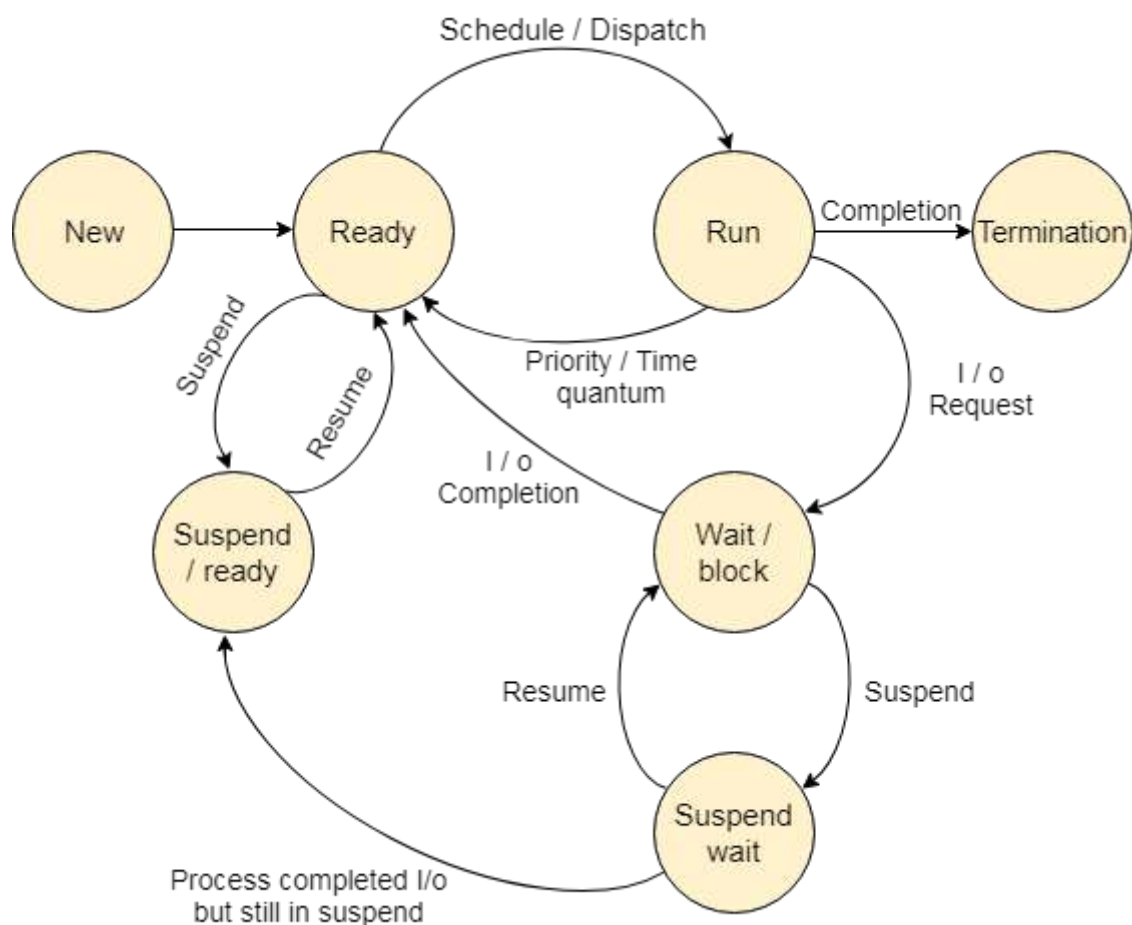 Schedule / Dispatch
New
Ready
Run
Completion
Termination
Suspend
Resume
Priority / Time
quantum
I / o
Request
I / o
Completion
Suspend
/ ready
Wait /
block
Resume
Suspend
Suspend
wait
Process completed I/o
but still in suspend